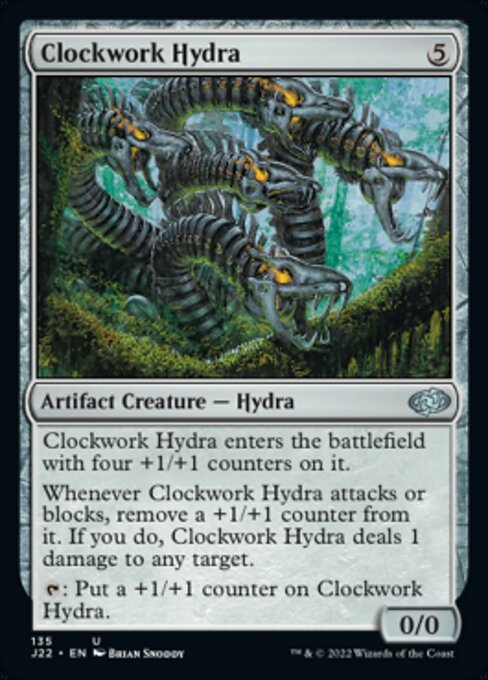 Clockwork Hydra 5
Artifact Creature — Hydra
Clockwork Hydra enters the battlefield
with four +1/+1 counters on it.
Whenever Clockwork Hydra attacks or
blocks, remove a +1/+1 counter from
it. If you do, Clockwork Hydra deals 1
damage to any target.
: Put a +1/+1 counter on Clockwork
Hydra.
0/0
135 U
J22 • EN Brian Snoddy
™ & © 2022 Wizards of the Coast